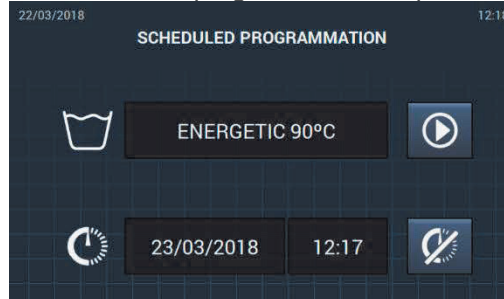 22/03/2018 12:18
SCHEDULED PROGRAMMATION
ENERGETIC 90ºC
23/03/2018 12:17